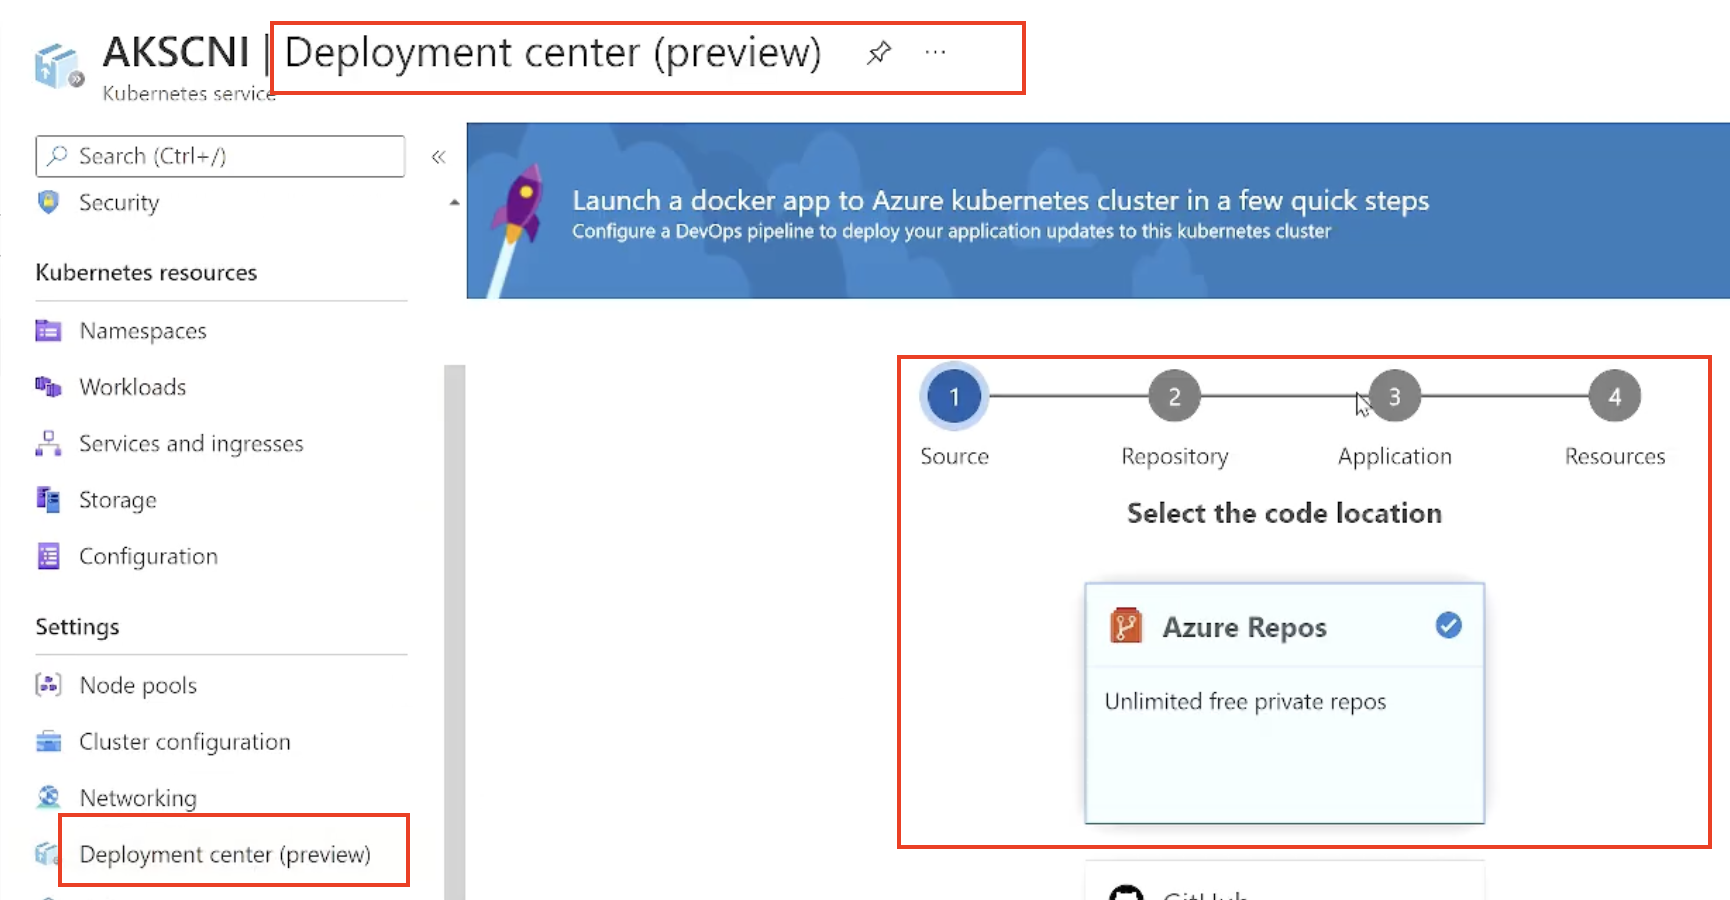 AKSCNI | Deployment center (preview) ...
Kubernetes service
Search (Ctrl+/)
«
Security
Kubernetes resources
Namespaces
Workloads
Services and ingresses
Storage
Configuration
Settings
Node pools
Cluster configuration
Networking
Deployment center (preview)
Launch a docker app to Azure kubernetes cluster in a few quick steps
Configure a DevOps pipeline to deploy your application updates to this kubernetes cluster
1 2 3 4
Source Repository Application Resources
Select the code location
Azure Repos
Unlimited free private repos
GitHub